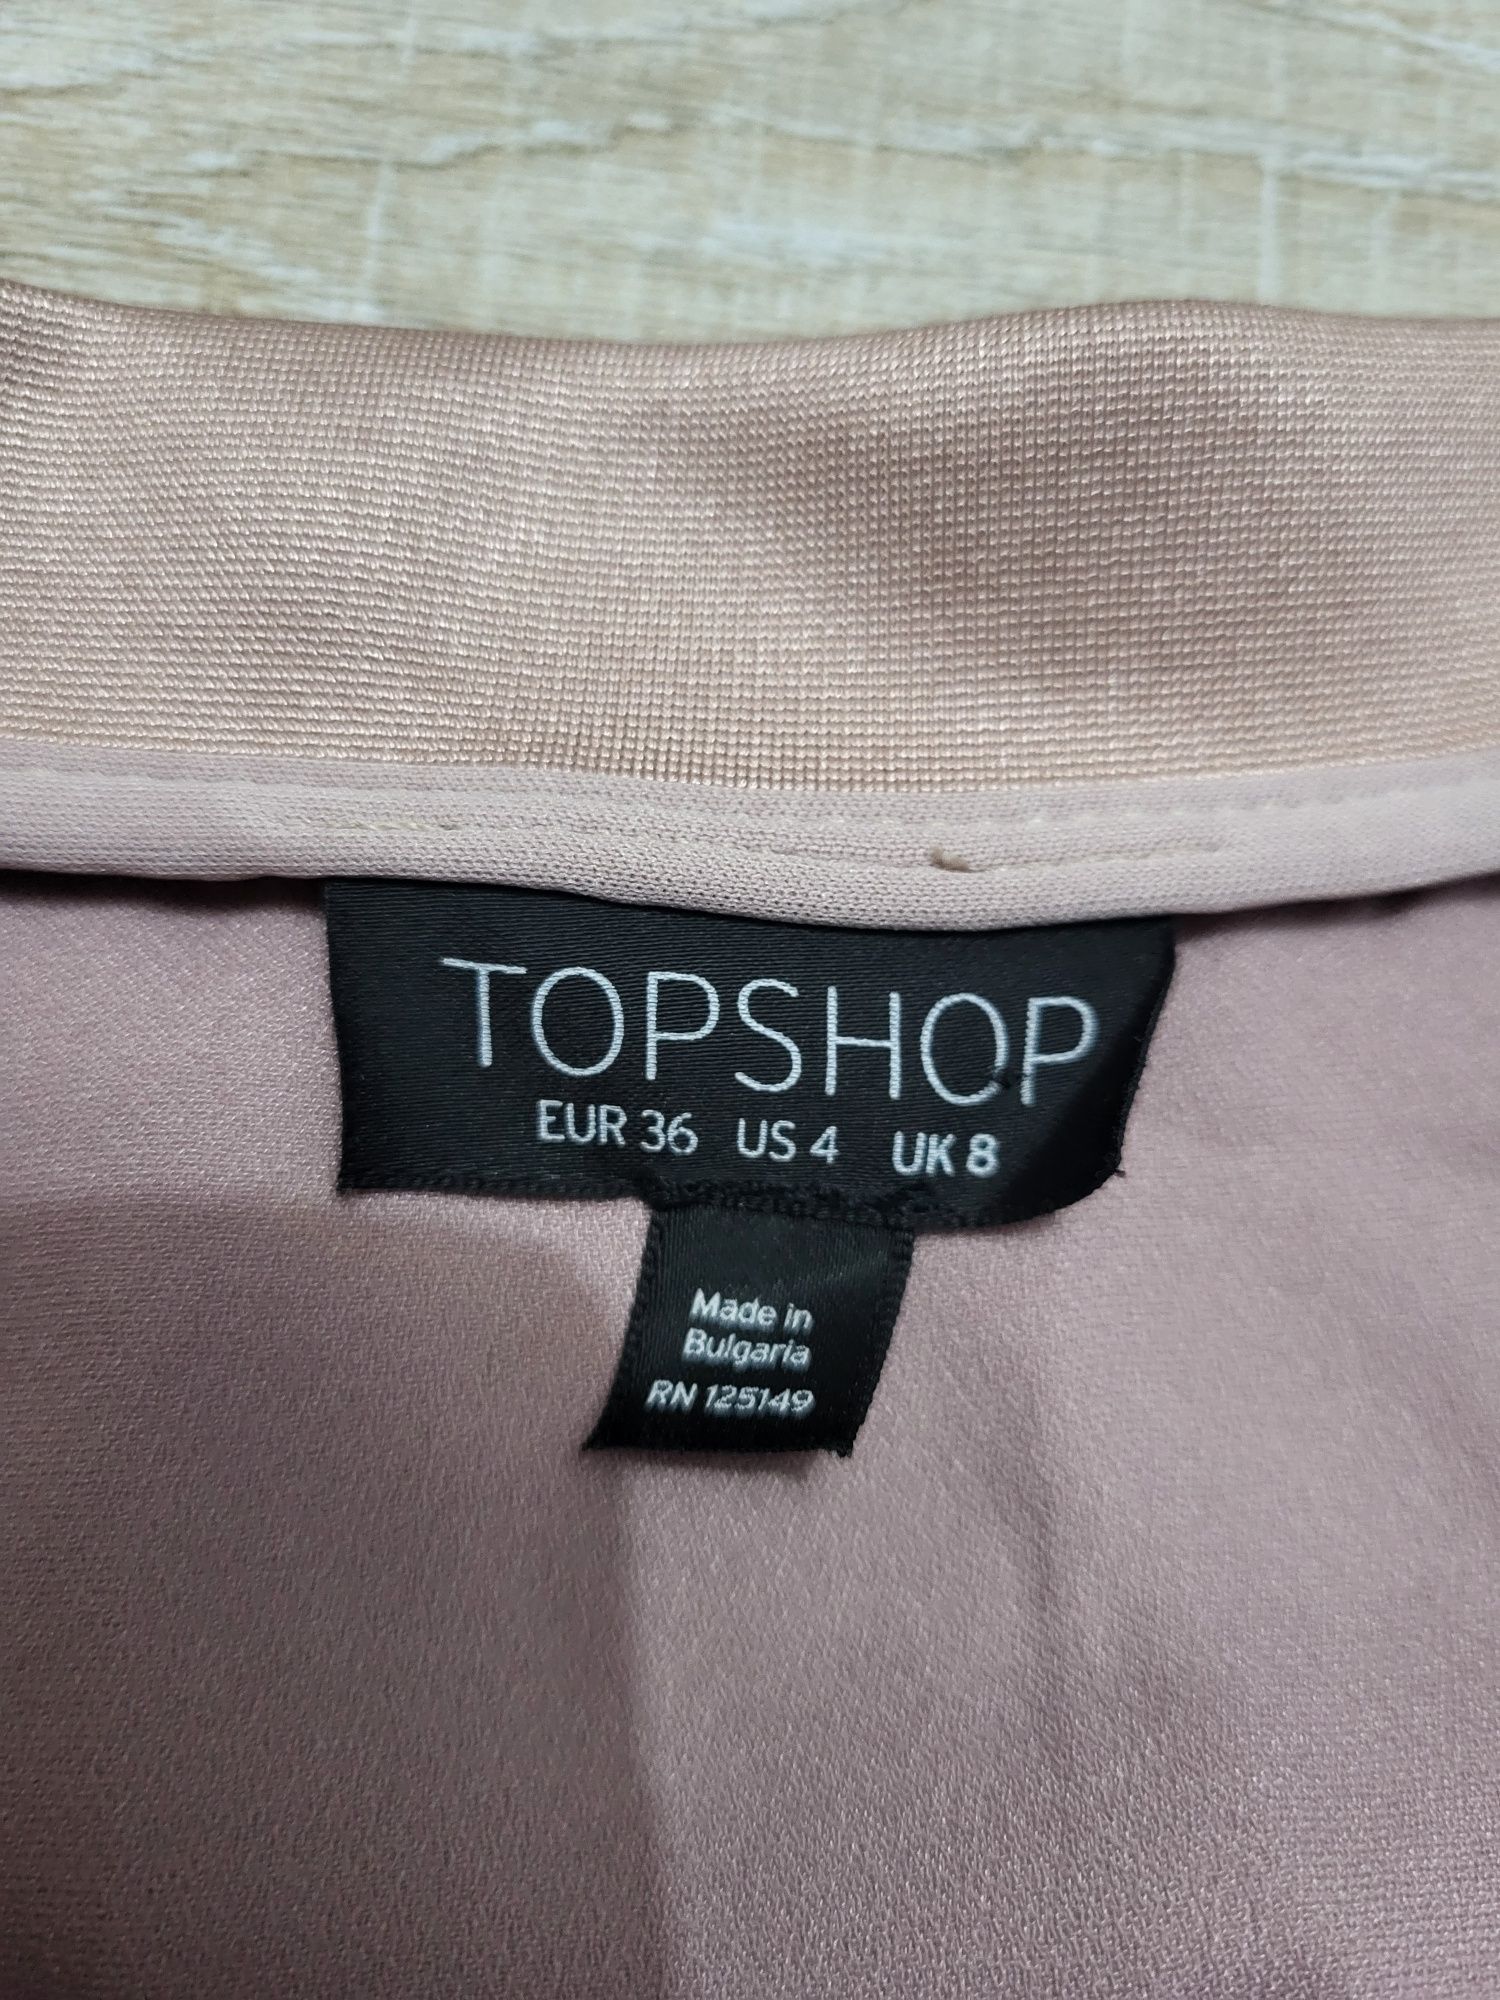 TOPSHOP
EUR 36 US 4 UK 8
Made in
Bulgaria
RN 125149